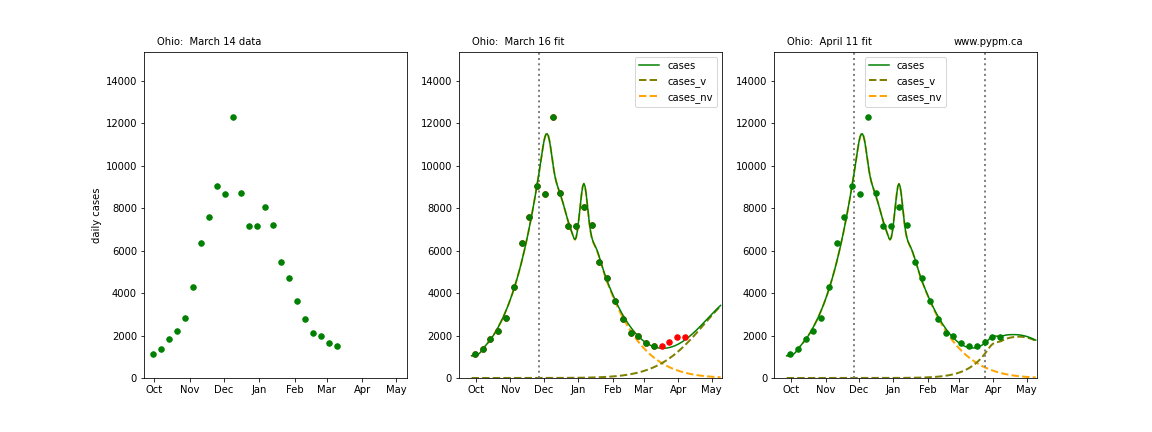 Ohio:  March 14 data
daily cases
14000
12000
10000
8000
6000
4000
2000
0
Oct Nov Dec Jan Feb Mar Apr May
Ohio:  March 16 fit
cases
cases_v
cases_nv
14000
12000
10000
8000
6000
4000
2000
0
Oct Nov Dec Jan Feb Mar Apr May
Ohio:  April 11 fit www.pypm.ca
cases
cases_v
cases_nv
14000
12000
10000
8000
6000
4000
2000
0
Oct Nov Dec Jan Feb Mar Apr May